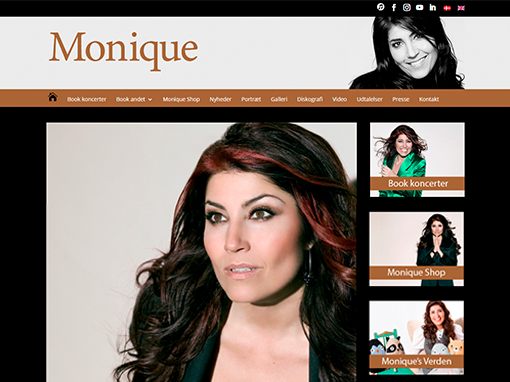 Monique
Book koncerter Book andet Monique Shop Nyheder Portræt Galleri Diskografi Video Udtalelser Presse Kontakt
Book koncerter
Monique Shop
Monique's Verden